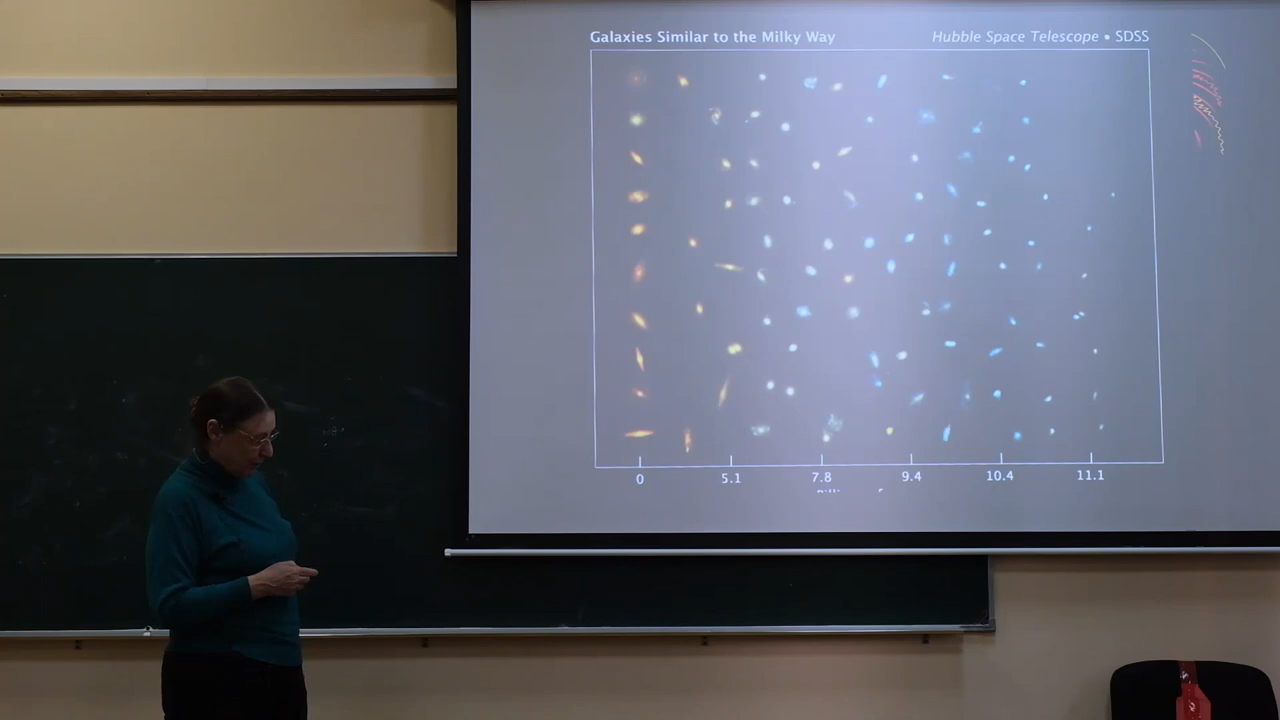 Galaxies Similar to the Milky Way
Hubble Space Telescope • SDSS
0 5.1 7.8 9.4 10.4 11.1